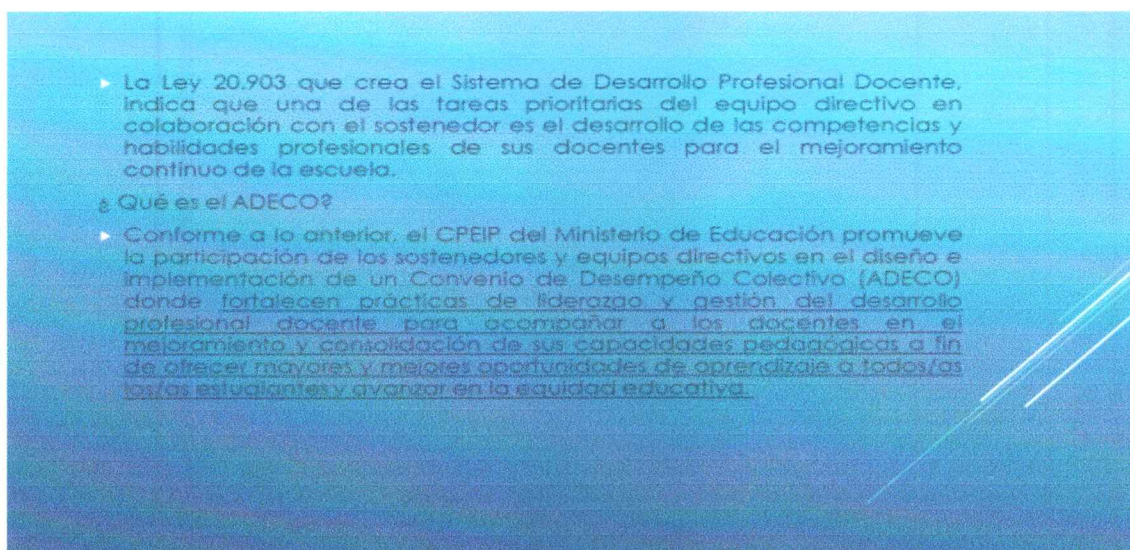 La Ley 20.903 que crea el Sistema de Desarrollo Profesional Docente,
indica que una de las tareas prioritarias del equipo directivo en
colaboración con el sostenedor es el desarrollo de las competencias y
habilidades profesionales de sus docentes para el mejoramiento
continuo de la escuela.
¿ Qué es el ADECO?
Conforme a lo anterior, el CPEIP del Ministerio de Educación promueve
la participación de los sostenedores y equipos directivos en el diseño e
implementación de un Convenio de Desempeño Colectivo (ADECO)
donde fortalecen prácticas de liderazgo y gestión del desarrollo
profesional docente para acompañar a los docentes en el
mejoramiento y consolidación de sus capacidades pedagógicas a fin
de ofrecer mayores y mejores oportunidades de aprendizaje a todos/as
los/as estudiantes y avanzar en la equidad educativa.